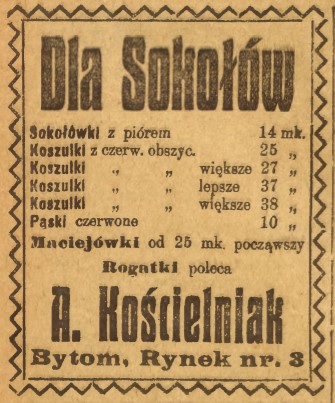 Dla Sokołów
Sokołówki z piórem 14 mk.
Koszulki z czerw. obszyc. 25 „
Koszulki „ „ większe 27 „
Koszulki „ „ lepsze 37 „
Koszulki „ „ większe 38 „
Paski czerwone 10 „
Maciejówki od 25 mk. począwszy
Rogatki poleca
A. Kościelniak
Bytom, Rynek nr. 3